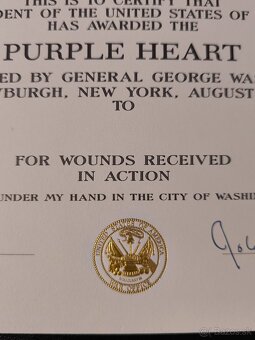 THIS IS TO CERTIFY THAT
DENT OF THE UNITED STATES OF
HAS AWARDED THE
PURPLE HEART
ED BY GENERAL GEORGE WA
YBURGH, NEW YORK, AUGUST
TO
FOR WOUNDS RECEIVED
IN ACTION
UNDER MY HAND IN THE CITY OF WASHIN